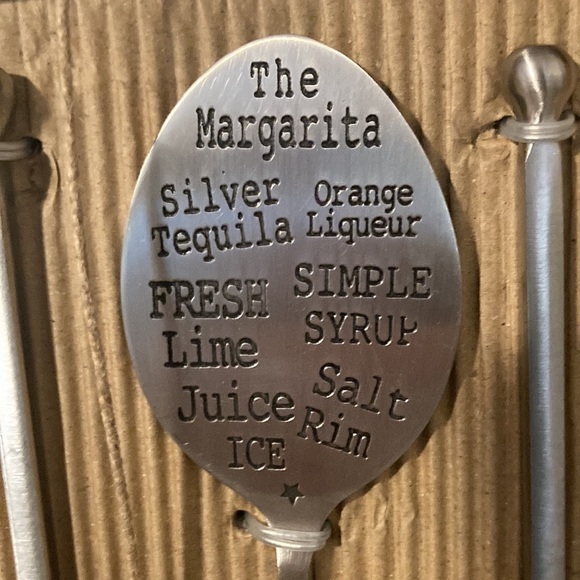 The
Margarita
Silver
Tequila
Orange
Liqueur
FRESH
Lime
Juice
ICE
SIMPLE
SYRUP
Salt
Rim